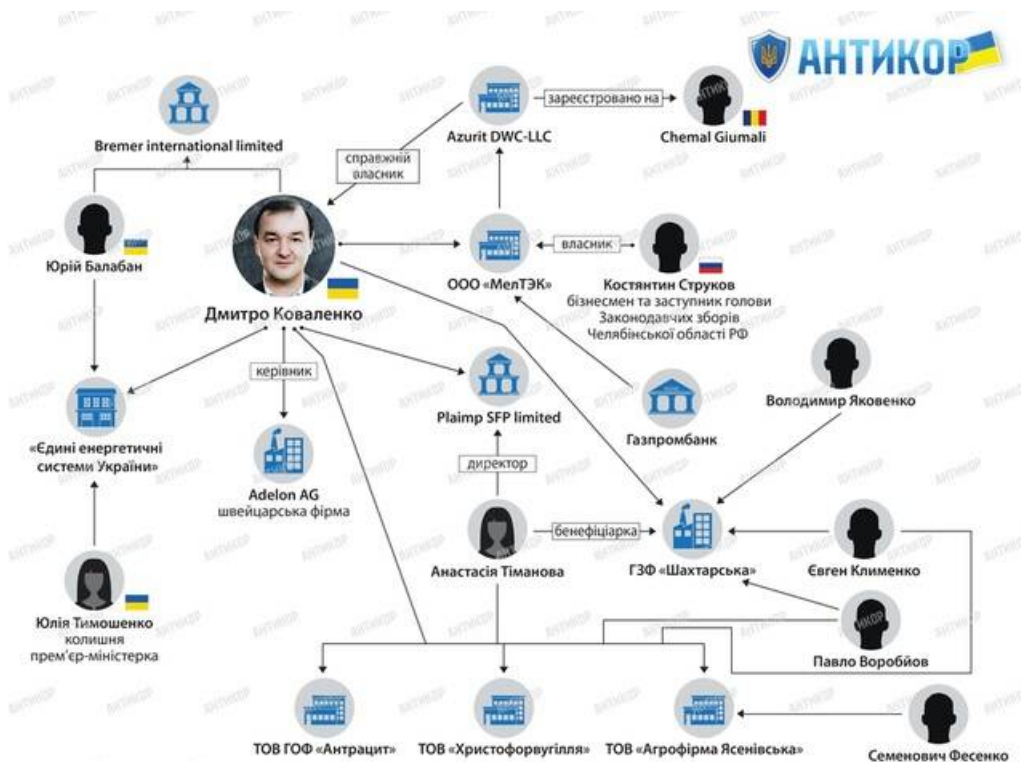 АНТИКОР
Bremer international limited
Azurit DWC-LLC
зареєстровано на
Chemal Giumali
справжній
власник
Юрій Балабан
Дмитро Коваленко
ООО «МелТЭК»
власник
Костянтин Струков
бізнесмен та заступник голови
Законодавчих зборів
Челябінської області РФ
керівник
Plaimp SFP limited
Газпромбанк
Володимир Яковенко
«Єдині енергетичні
системи України»
Adelon AG
швейцарська фірма
директор
Анастасія Тіманова
бенефіціарка
ГЗФ «Шахтарська»
Євген Клименко
Юлія Тимошенко
колишня
прем'єр-міністерка
Павло Воробйов
ТОВ ГОФ «Антрацит»
ТОВ «Христофорвугілля»
ТОВ «Агрофірма Ясенівська»
Семенович Фесенко